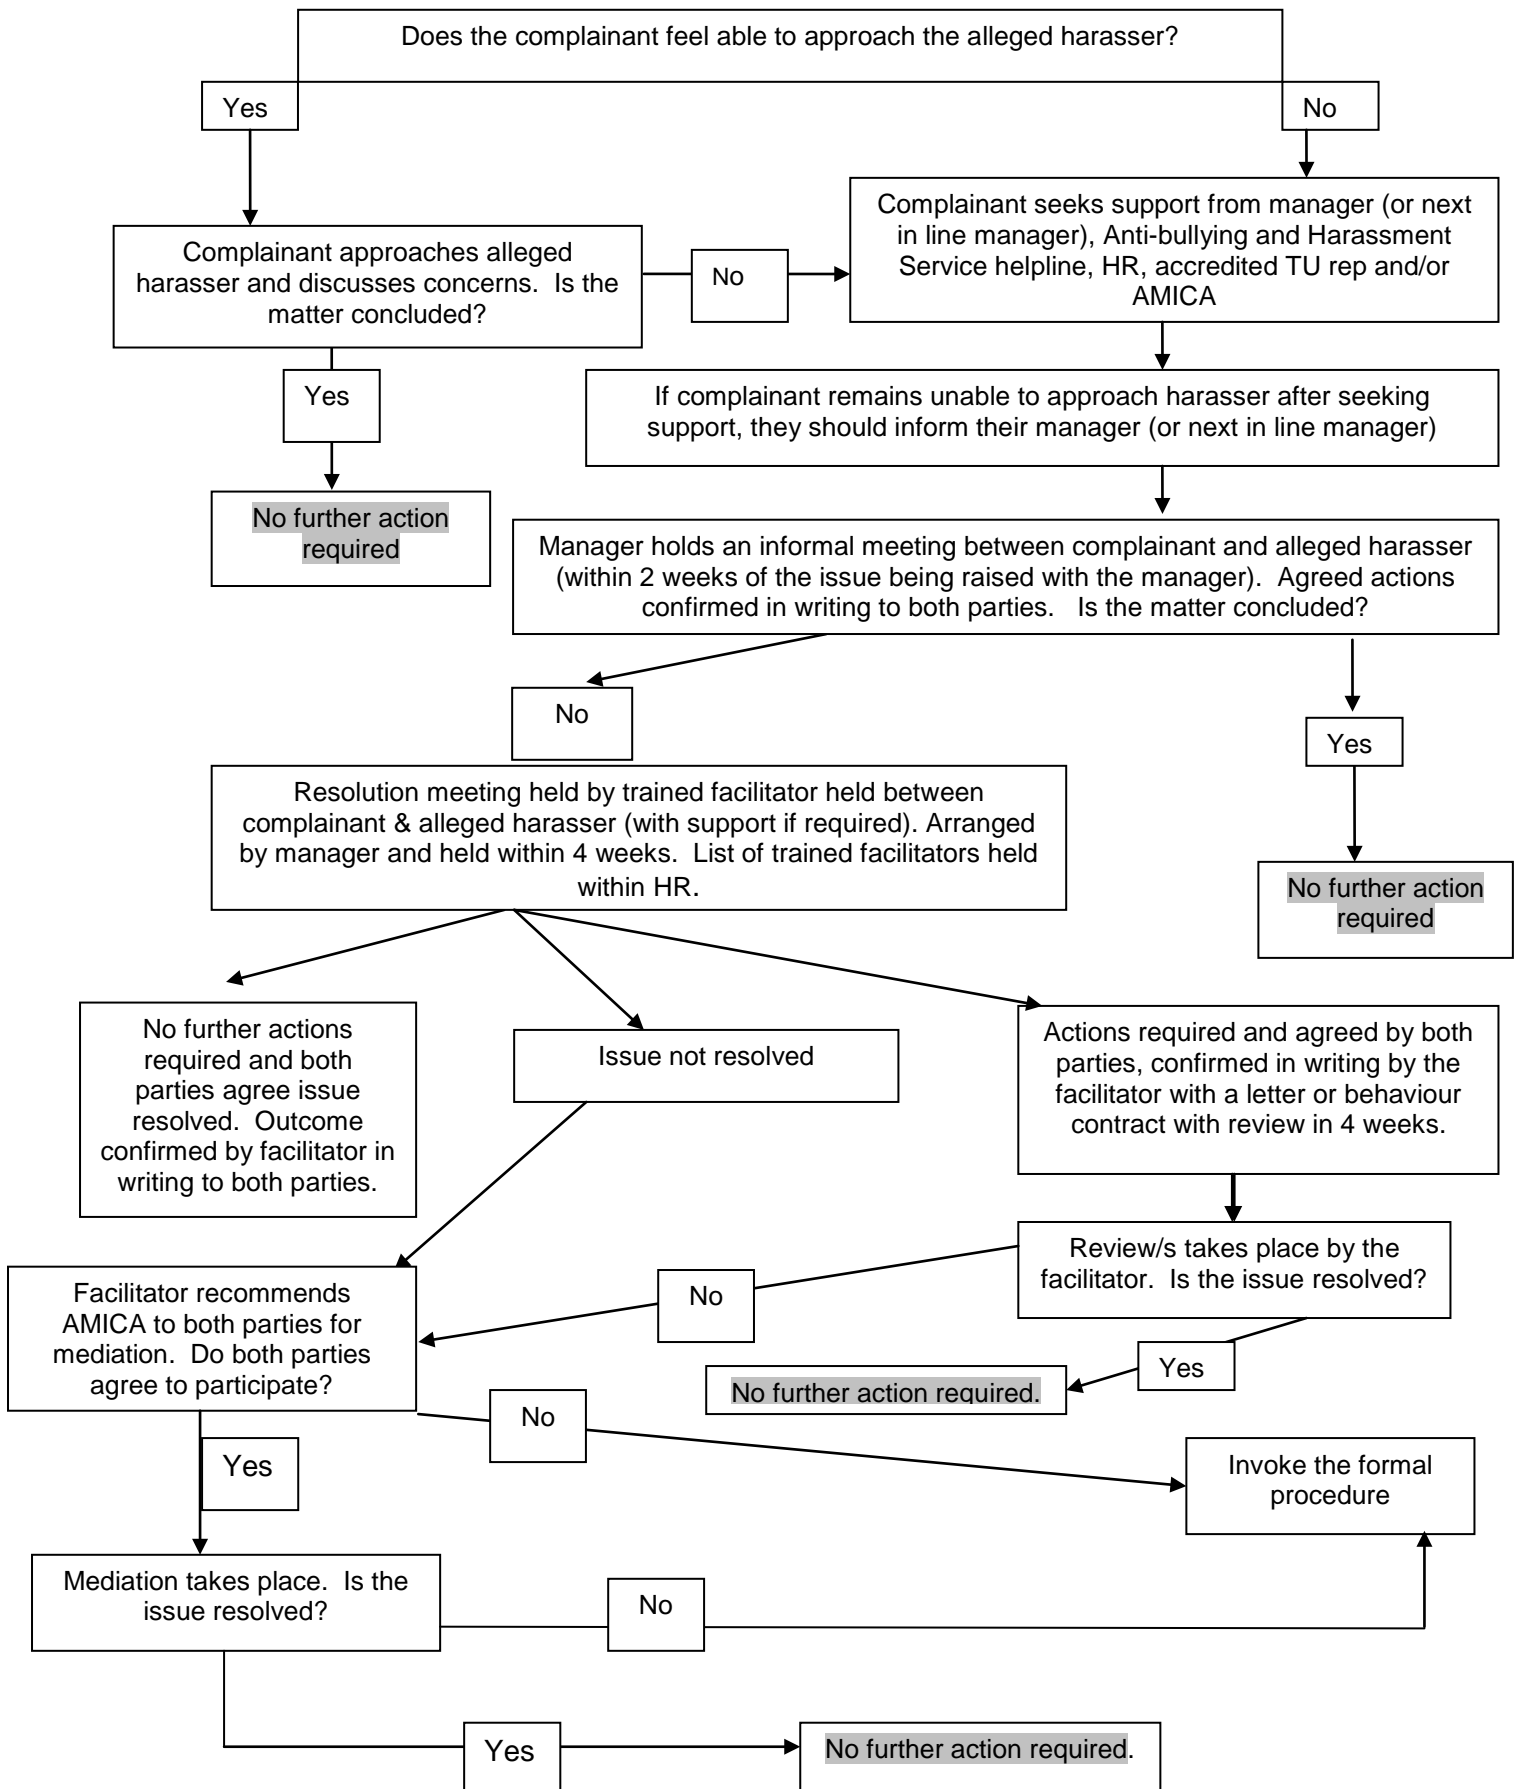 Does the complainant feel able to approach the alleged harasser?
Yes
No
Complainant seeks support from manager (or next
in line manager), Anti-bullying and Harassment
Service helpline, HR, accredited TU rep and/or
AMICA
Complainant approaches alleged
harasser and discusses concerns.  Is the
matter concluded?
No
Yes
If complainant remains unable to approach harasser after seeking
support, they should inform their manager (or next in line manager)
No further action
required
Manager holds an informal meeting between complainant and alleged harasser
(within 2 weeks of the issue being raised with the manager).  Agreed actions
confirmed in writing to both parties.   Is the matter concluded?
No
Yes
Resolution meeting held by trained facilitator held between
complainant & alleged harasser (with support if required). Arranged
by manager and held within 4 weeks.  List of trained facilitators held
within HR.
No further action
required
No further actions
required and both
parties agree issue
resolved.  Outcome
confirmed by facilitator in
writing to both parties.
Issue not resolved
Actions required and agreed by both
parties, confirmed in writing by the
facilitator with a letter or behaviour
contract with review in 4 weeks.
Review/s takes place by the
facilitator.  Is the issue resolved?
No
Yes
No further action required.
Facilitator recommends
AMICA to both parties for
mediation.  Do both parties
agree to participate?
No
Yes
Invoke the formal
procedure
Mediation takes place.  Is the
issue resolved?
No
Yes
No further action required.